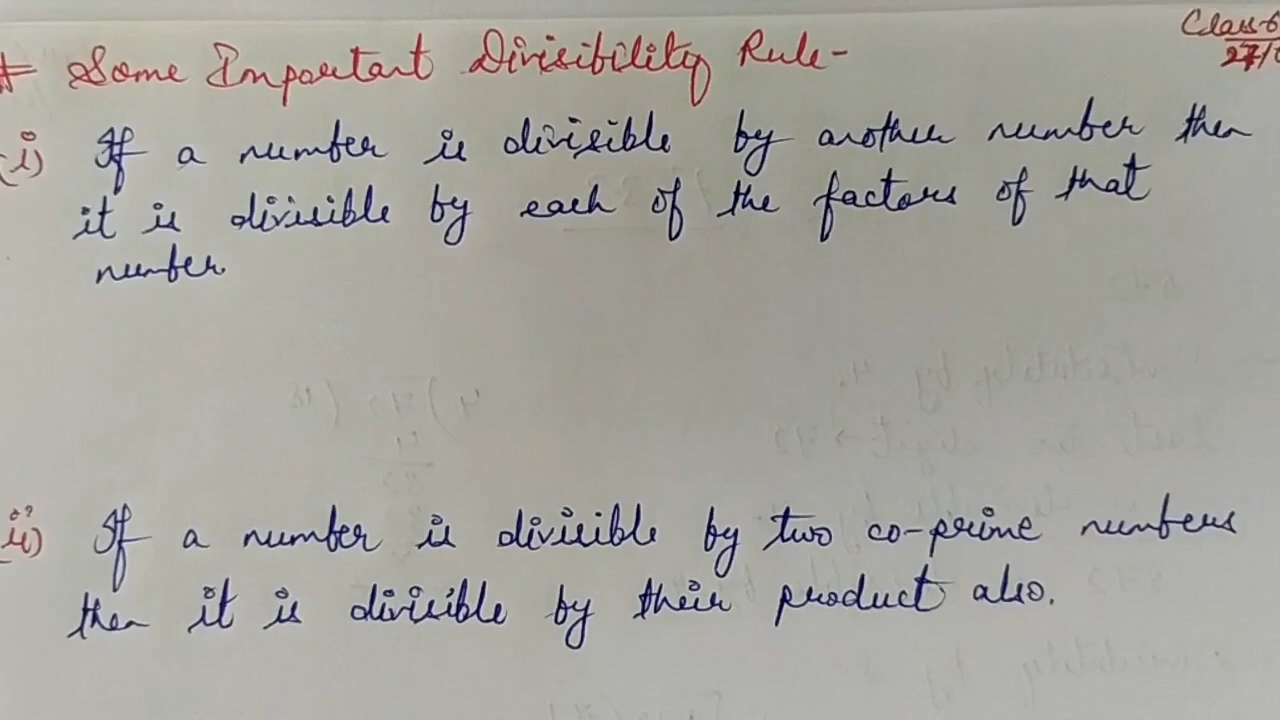 # Some Important Divisibility Rule-
Class-6
27/
(i) If a number is divisible by another number then
it is divisible by each of the factors of that
number.
(ii) If a number is divisible by two co-prime numbers
then it is divisible by their product also.